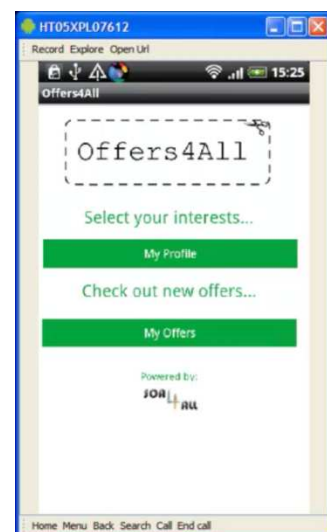 HT05XPL07612
Record Explore Open Url
15:25
Offers4All
Offers4All
Select your interests...
My Profile
Check out new offers...
My Offers
Powered by:
SOA4ALL
Home Menu Back Search Call End call